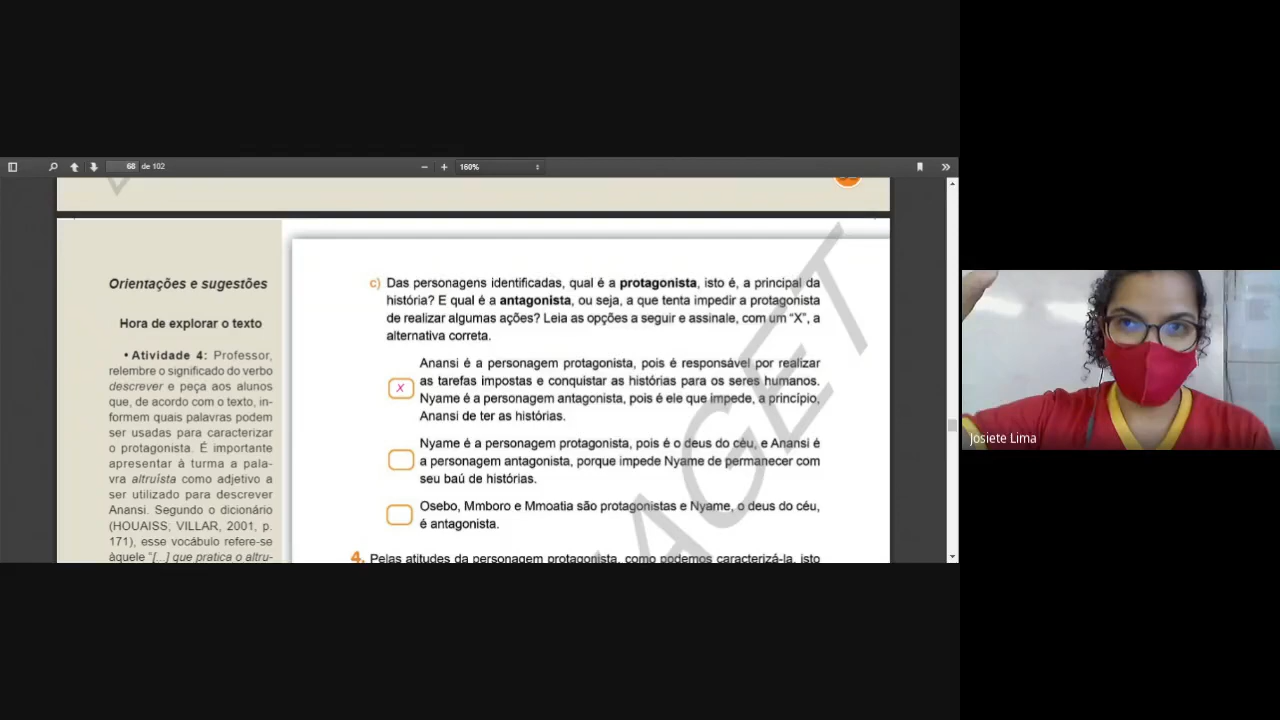 68 de 102
160%
Orientações e sugestões
Hora de explorar o texto
• Atividade 4: Professor,
relembre o significado do verbo
descrever e peça aos alunos
que, de acordo com o texto, in-
formem quais palavras podem
ser usadas para caracterizar
o protagonista. É importante
apresentar à turma a pala-
vra altruísta como adjetivo a
ser utilizado para descrever
Anansi. Segundo o dicionário
(HOUAISS; VILLAR, 2001, p.
171), esse vocábulo refere-se
àquele “[...] que pratica o altru-
c) Das personagens identificadas, qual é a protagonista, isto é, a principal da
história? E qual é a antagonista, ou seja, a que tenta impedir a protagonista
de realizar algumas ações? Leia as opções a seguir e assinale, com um “X”, a
alternativa correta.
Anansi é a personagem protagonista, pois é responsável por realizar
as tarefas impostas e conquistar as histórias para os seres humanos.
X Nyame é a personagem antagonista, pois é ele que impede, a princípio,
Anansi de ter as histórias.
Nyame é a personagem protagonista, pois é o deus do céu, e Anansi é
a personagem antagonista, porque impede Nyame de permanecer com
seu baú de histórias.
Osebo, Mmboro e Mmoatia são protagonistas e Nyame, o deus do céu,
é antagonista.
4. Pelas atitudes da personagem protagonista, como podemos caracterizá-la, isto
AGET
Josiete Lima